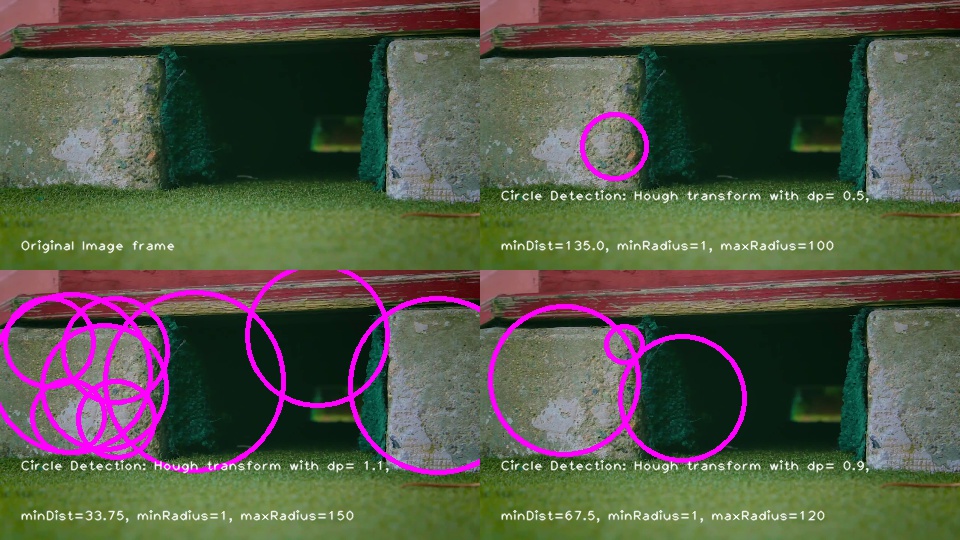 Original Image frame
Circle Detection: Hough transform with dp= 0.5,
minDist=135.0, minRadius=1, maxRadius=100
Circle Detection: Hough transform with dp= 1.1,
minDist=33.75, minRadius=1, maxRadius=150
Circle Detection: Hough transform with dp= 0.9,
minDist=67.5, minRadius=1, maxRadius=120